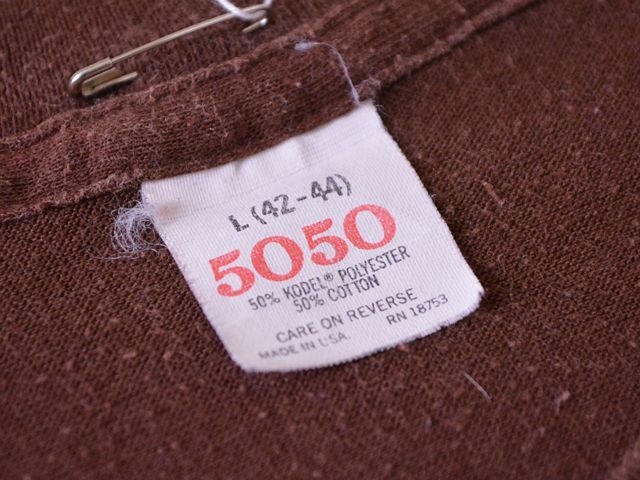 L (42-44)
5050
50% KODEL® POLYESTER
50% COTTON
CARE ON REVERSE
MADE IN U.S.A. RN 18753